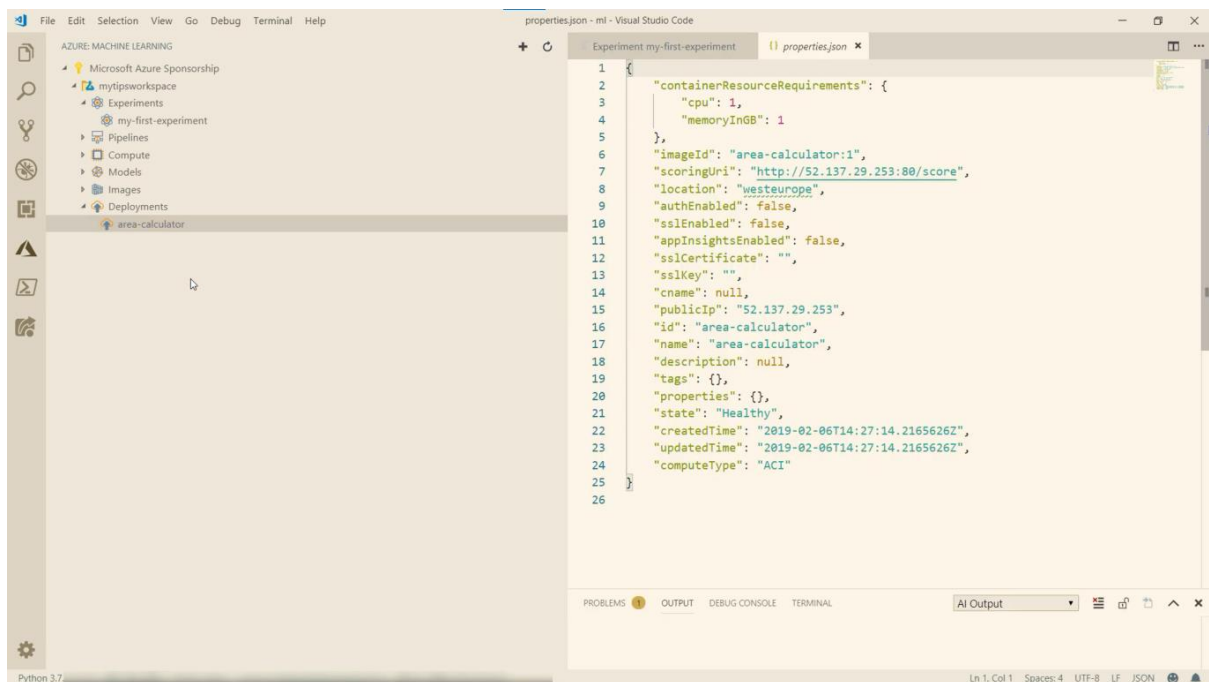 File Edit Selection View Go Debug Terminal Help
properties.json - ml - Visual Studio Code
AZURE: MACHINE LEARNING
Microsoft Azure Sponsorship
mytipsworkspace
Experiments
my-first-experiment
Pipelines
Compute
Models
Images
Deployments
area-calculator
Experiment my-first-experiment
properties.json
1 {
2 "containerResourceRequirements": {
3 "cpu": 1,
4 "memoryInGB": 1
5 },
6 "imageId": "area-calculator:1",
7 "scoringUri": "http://52.137.29.253:80/score",
8 "location": "westeurope",
9 "authEnabled": false,
10 "sslEnabled": false,
11 "appInsightsEnabled": false,
12 "sslCertificate": "",
13 "sslKey": "",
14 "cname": null,
15 "publicIp": "52.137.29.253",
16 "id": "area-calculator",
17 "name": "area-calculator",
18 "description": null,
19 "tags": {},
20 "properties": {},
21 "state": "Healthy",
22 "createdTime": "2019-02-06T14:27:14.2165626Z",
23 "updatedTime": "2019-02-06T14:27:14.2165626Z",
24 "computeType": "ACI"
25 }
26
PROBLEMS 1 OUTPUT DEBUG CONSOLE TERMINAL
AI Output
Python 3.7
Ln 1, Col 1 Spaces: 4 UTF-8 LF JSON